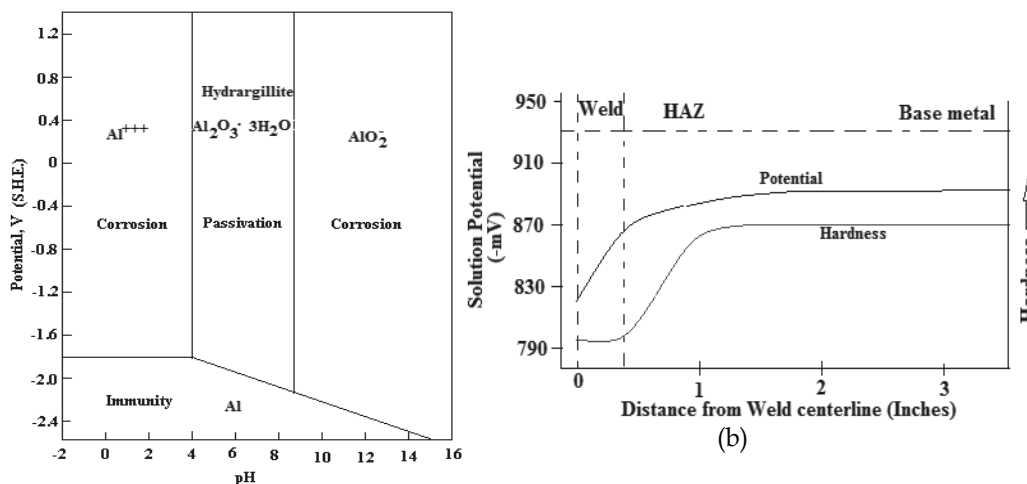 1.2
0.8
0.4
0
-0.4
-0.8
-1.2
-1.6
-2.0
-2.4
Potential, V (S.H.E.)
Hydrargillite
Al+++
Al2O3· 3H2O
AlO2-
Corrosion
Passivation
Corrosion
Immunity
Al
-2 0 2 4 6 8 10 12 14 16
pH
950
910
870
830
790
Solution Potential
(-mV)
Weld HAZ Base metal
Potential
Hardness
0 1 2 3
Distance from Weld centerline (Inches)
(b)